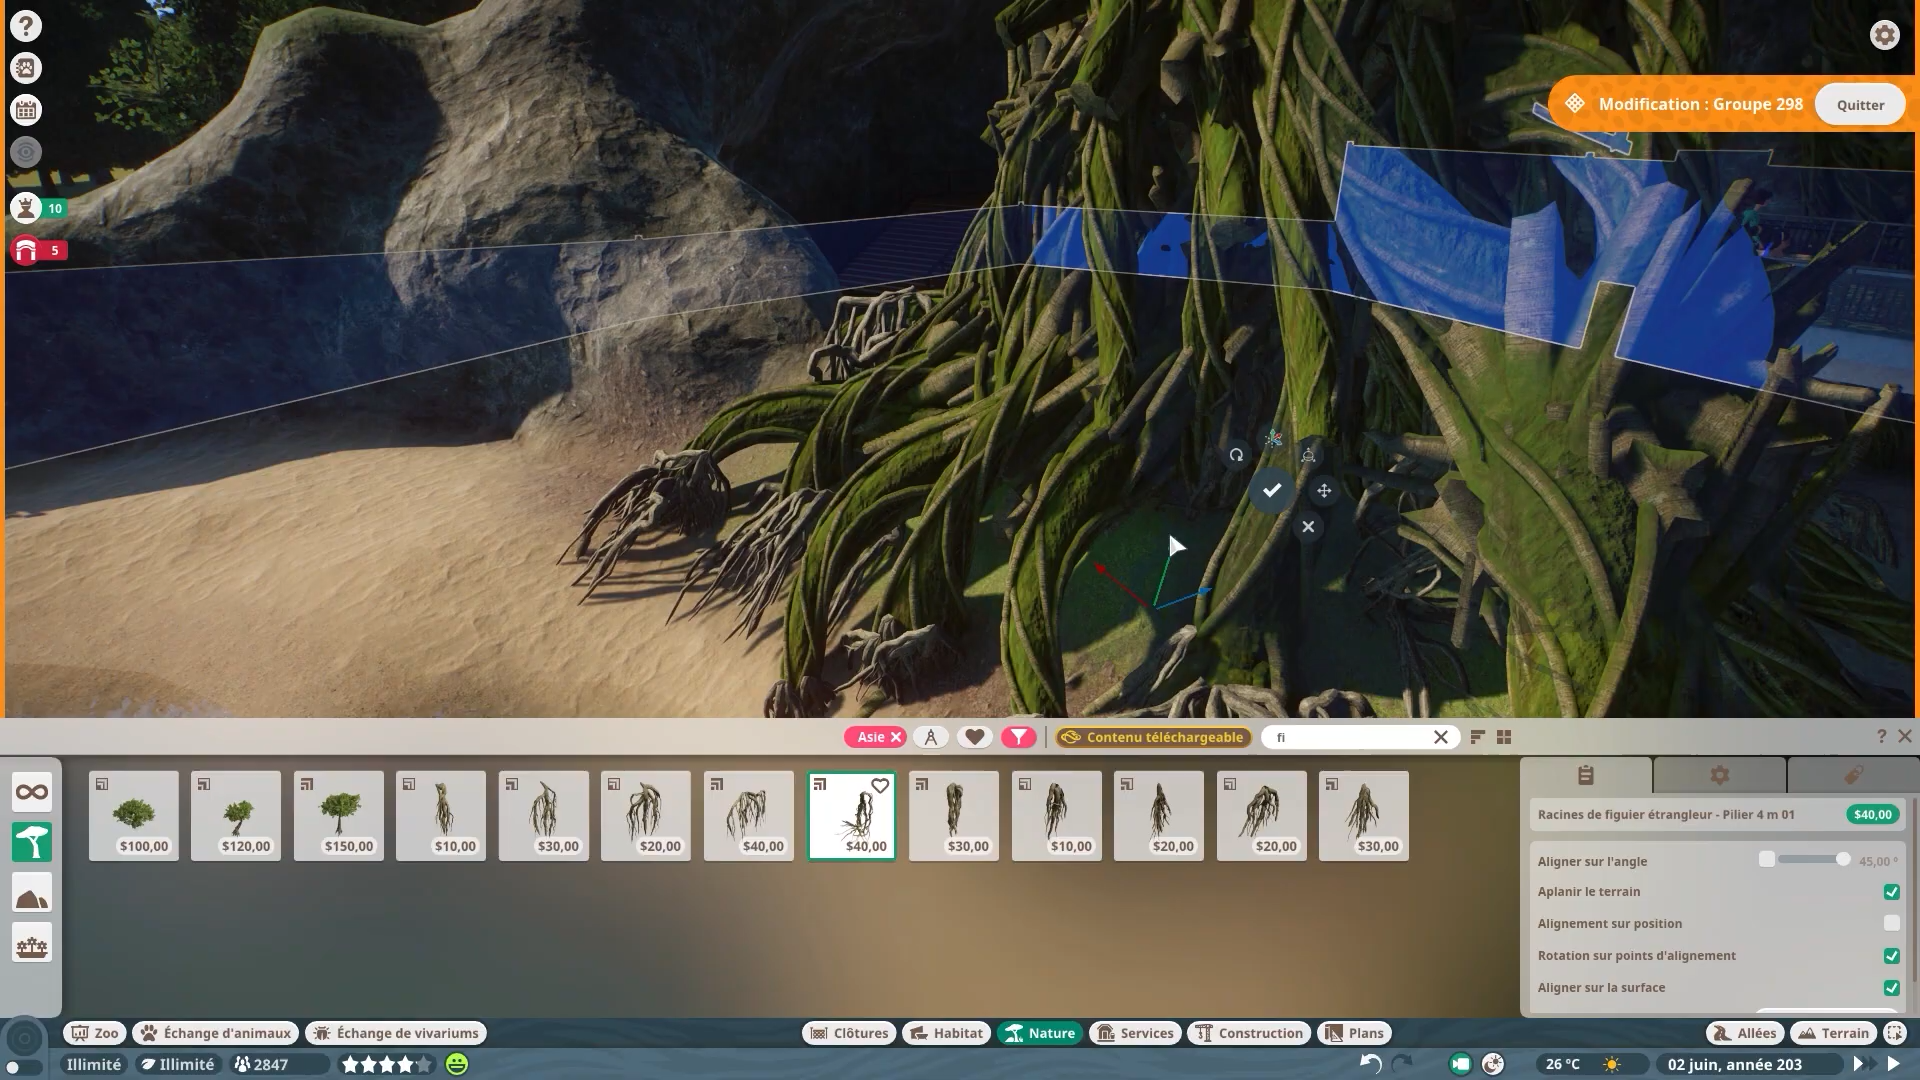 ?
10
5
Modification : Groupe 298
Quitter
Asie
Contenu téléchargeable
fi
?
$100,00
$120,00
$150,00
$10,00
$30,00
$20,00
$40,00
$40,00
$30,00
$10,00
$20,00
$20,00
$30,00
Racines de figuier étrangleur - Pilier 4 m 01
$40,00
Aligner sur l'angle
45,00 °
Aplanir le terrain
Alignement sur position
Rotation sur points d'alignement
Aligner sur la surface
Zoo
Échange d'animaux
Échange de vivariums
Clôtures
Habitat
Nature
Services
Construction
Plans
Allées
Terrain
Illimité
Illimité
2847
26 °C
02 juin, année 203